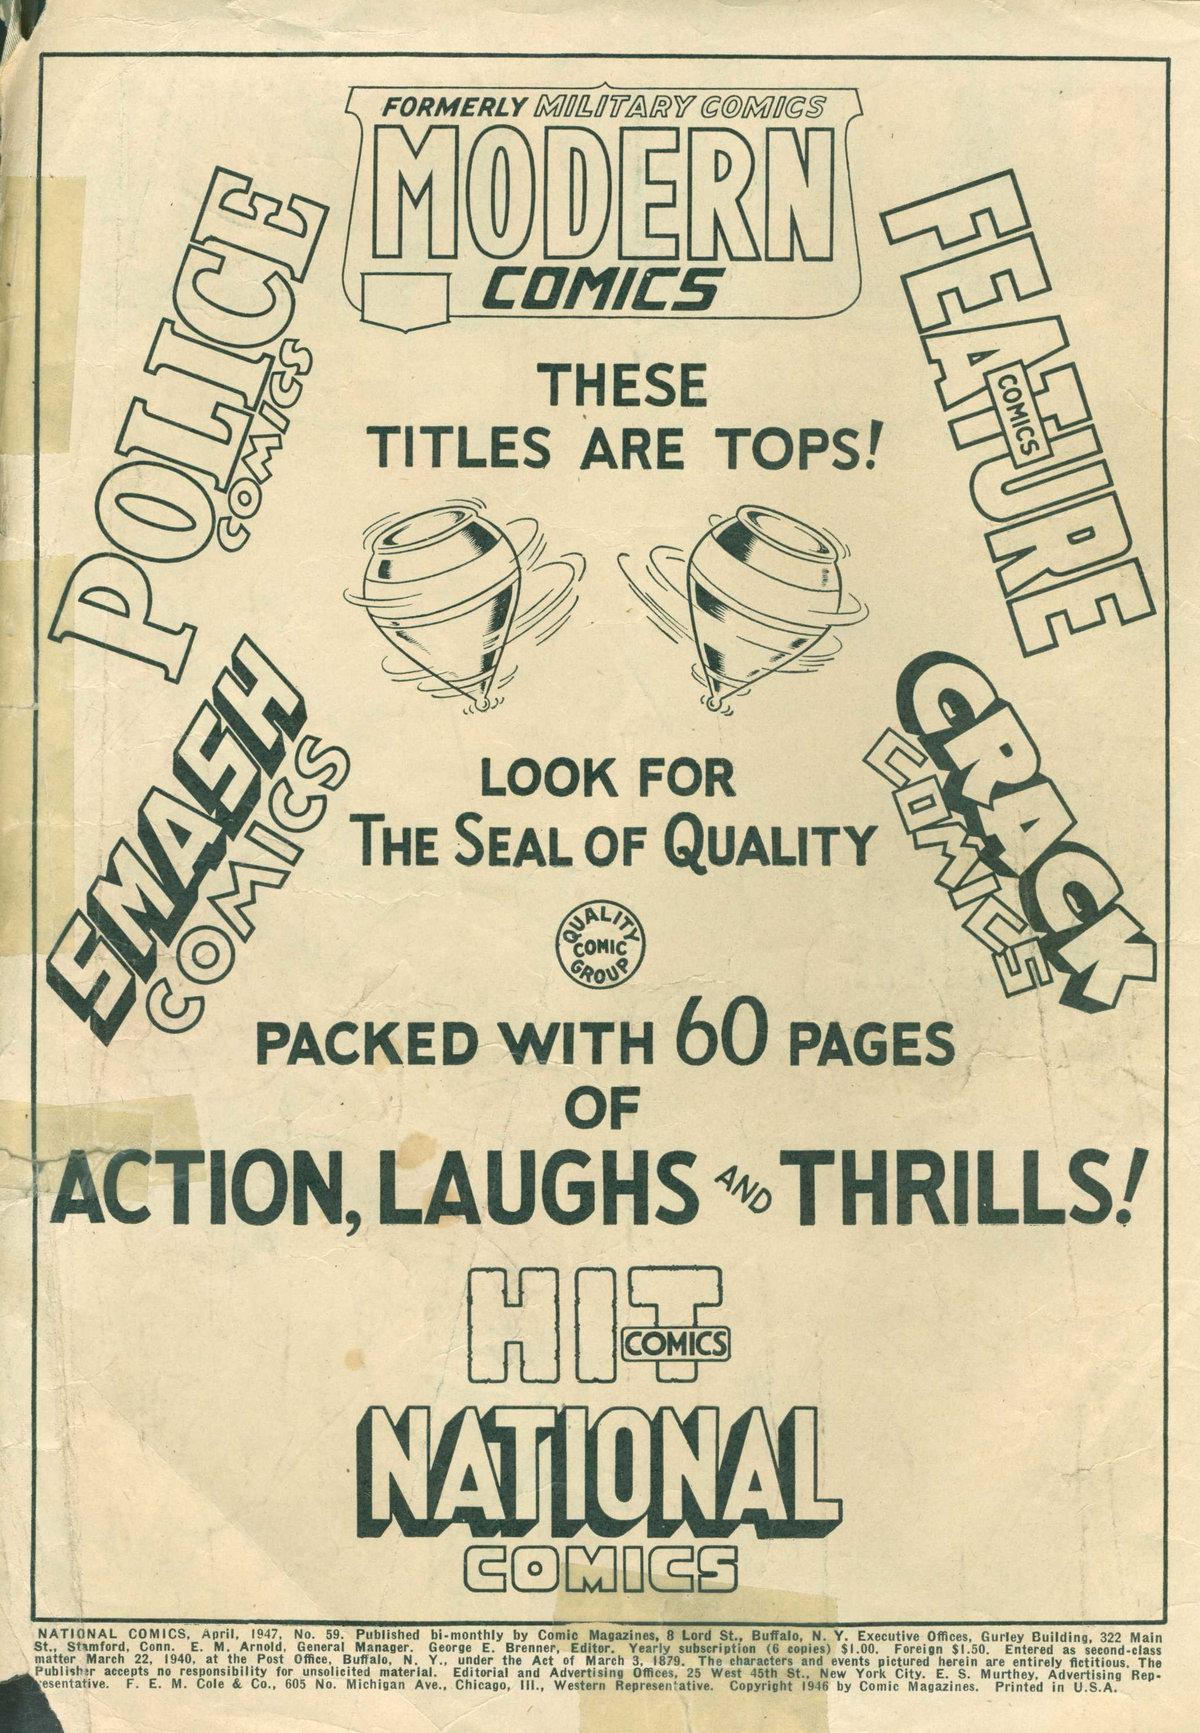 FORMERLY MILITARY COMICS
MODERN
COMICS
POLICE
COMICS
FEATURE
COMICS
THESE
TITLES ARE TOPS!
SMASH
COMICS
CRACK
COMICS
LOOK FOR
THE SEAL OF QUALITY
QUALITY
COMIC
GROUP
PACKED WITH 60 PAGES
OF
ACTION, LAUGHS AND THRILLS!
HIT
COMICS
NATIONAL
COMICS
NATIONAL COMICS, April, 1947, No. 59. Published bi-monthly by Comic Magazines, 8 Lord St., Buffalo, N. Y., Executive Offices, Gurley Building, 322 Main
St., Stamford, Conn. E. M. Arnold, General Manager. George E. Brenner, Editor. Yearly subscription (6 copies) $1.00. Foreign $1.50. Entered as second-class
matter March 22, 1940, at the Post Office, Buffalo, N. Y., under the Act of March 3, 1879. The characters and events pictured herein are entirely fictitious. The
Publisher accepts no responsibility for unsolicited material. Editorial and Advertising Offices, 25 West 45th St., New York City. E. S. Murthey, Advertising Rep-
resentative. F. E. M. Cole & Co., 605 No. Michigan Ave., Chicago, Ill., Western Representative. Copyright 1946 by Comic Magazines. Printed in U.S.A.